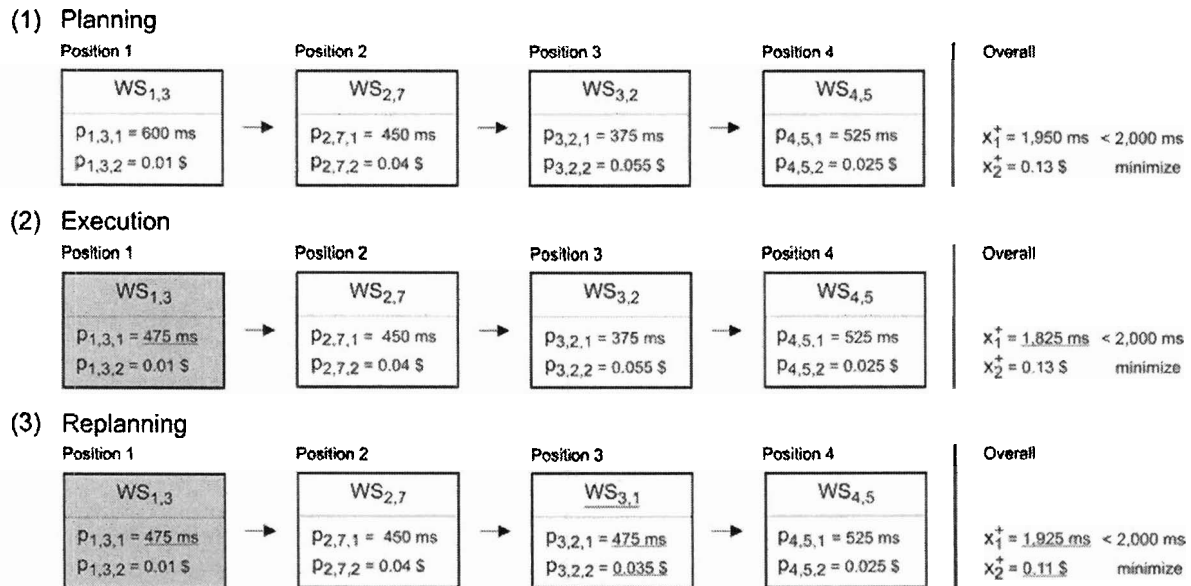 (1) Planning
Position 1 Position 2 Position 3 Position 4 Overall
WS1,3 WS2,7 WS3,2 WS4,5
p1,3,1 = 600 ms p2,7,1 = 450 ms p3,2,1 = 375 ms p4,5,1 = 525 ms x1+ = 1,950 ms < 2,000 ms
p1,3,2 = 0.01 $ p2,7,2 = 0.04 $ p3,2,2 = 0.055 $ p4,5,2 = 0.025 $ x2+ = 0.13 $ minimize
(2) Execution
Position 1 Position 2 Position 3 Position 4 Overall
WS1,3 WS2,7 WS3,2 WS4,5
p1,3,1 = 475 ms p2,7,1 = 450 ms p3,2,1 = 375 ms p4,5,1 = 525 ms x1+ = 1,825 ms < 2,000 ms
p1,3,2 = 0.01 $ p2,7,2 = 0.04 $ p3,2,2 = 0.055 $ p4,5,2 = 0.025 $ x2+ = 0.13 $ minimize
(3) Replanning
Position 1 Position 2 Position 3 Position 4 Overall
WS1,3 WS2,7 WS3,1 WS4,5
p1,3,1 = 475 ms p2,7,1 = 450 ms p3,2,1 = 475 ms p4,5,1 = 525 ms x1+ = 1,925 ms < 2,000 ms
p1,3,2 = 0.01 $ p2,7,2 = 0.04 $ p3,2,2 = 0.035 $ p4,5,2 = 0.025 $ x2+ = 0.11 $ minimize